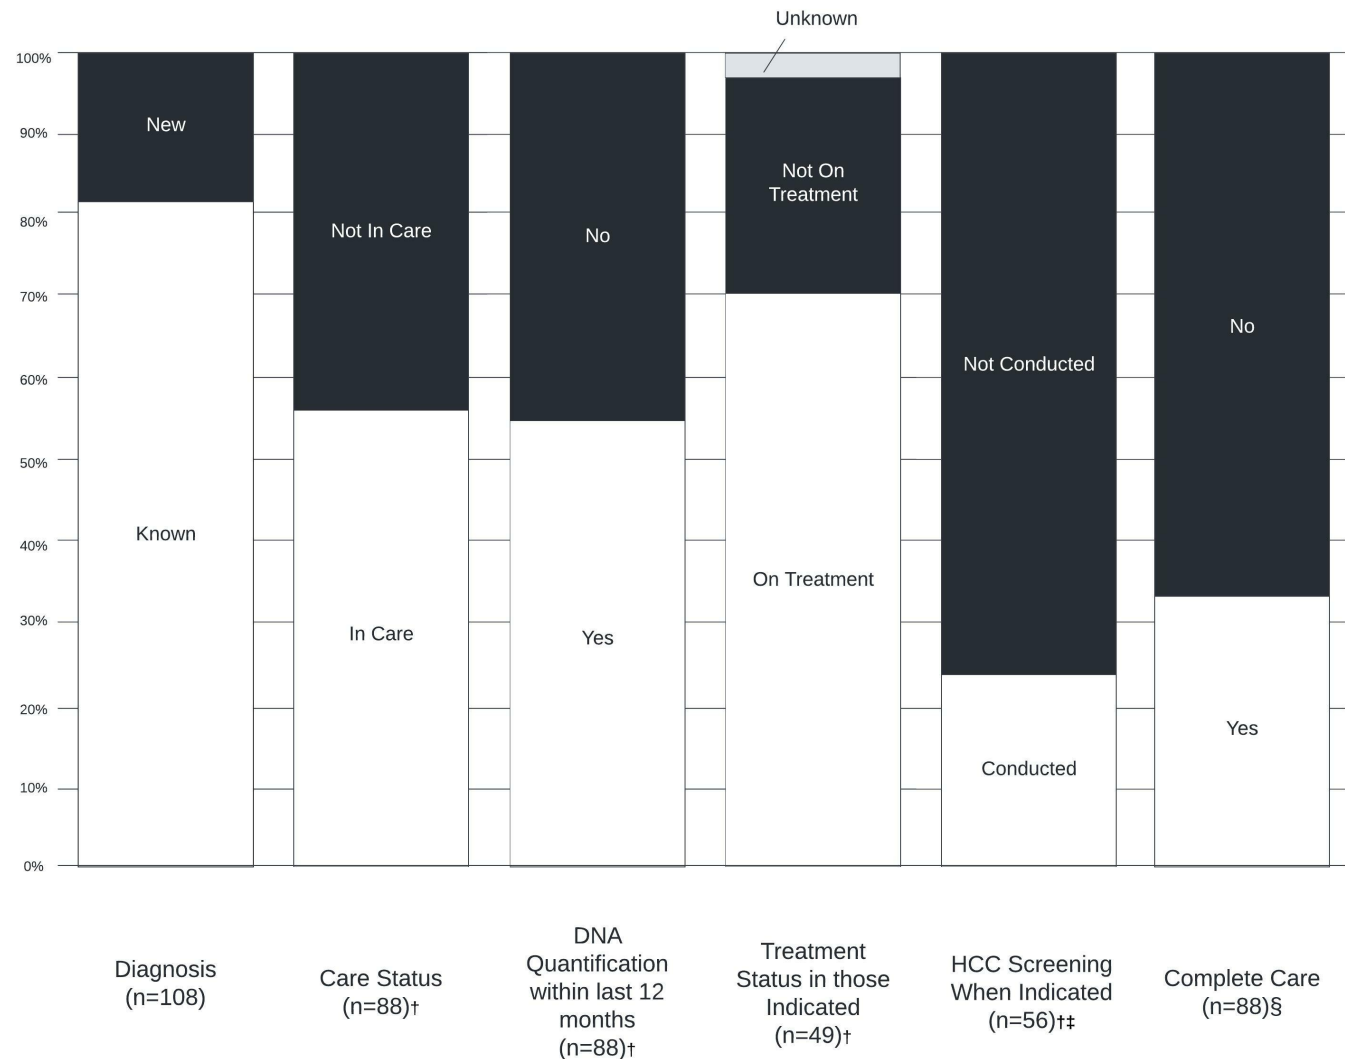 Unknown
100%
90%
80%
70%
60%
50%
40%
30%
20%
10%
0%
New
Known
Not In Care
In Care
No
Yes
Not On
Treatment
On Treatment
Not Conducted
Conducted
No
Yes
Diagnosis
(n=108)
Care Status
(n=88)†
DNA
Quantification
within last 12
months
(n=88)†
Treatment
Status in those
Indicated
(n=49)†
HCC Screening
When Indicated
(n=56)†‡
Complete Care
(n=88)§